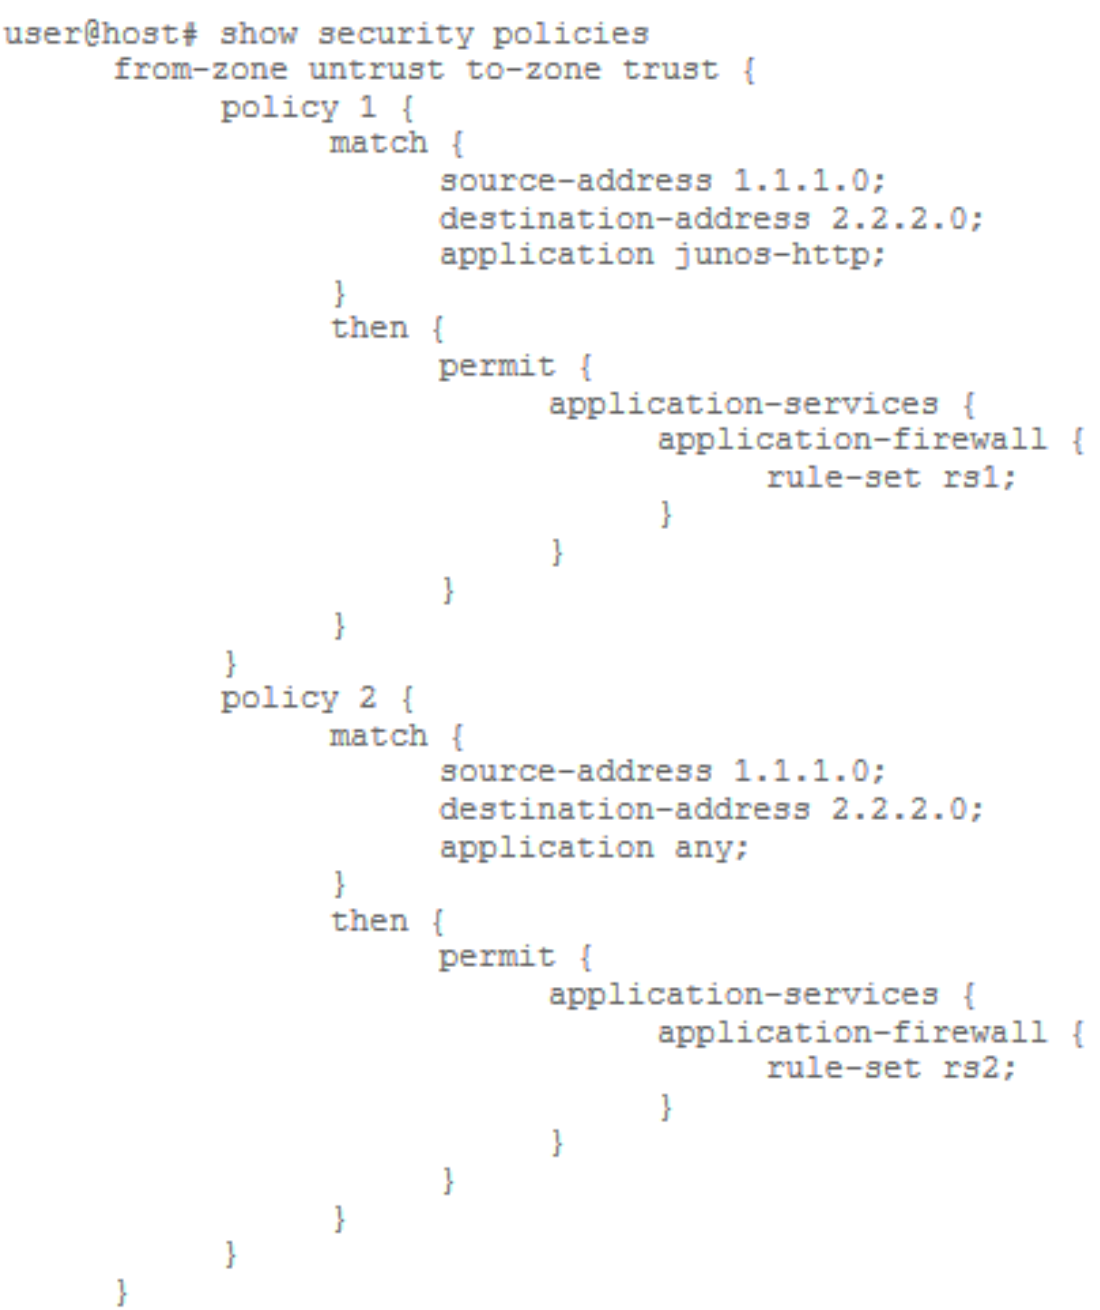 user@host# show security policies
from-zone untrust to-zone trust {
policy 1 {
match {
source-address 1.1.1.0;
destination-address 2.2.2.0;
application junos-http;
}
then {
permit {
application-services {
application-firewall {
rule-set rs1;
}
}
}
}
}
policy 2 {
match {
source-address 1.1.1.0;
destination-address 2.2.2.0;
application any;
}
then {
permit {
application-services {
application-firewall {
rule-set rs2;
}
}
}
}
}
}